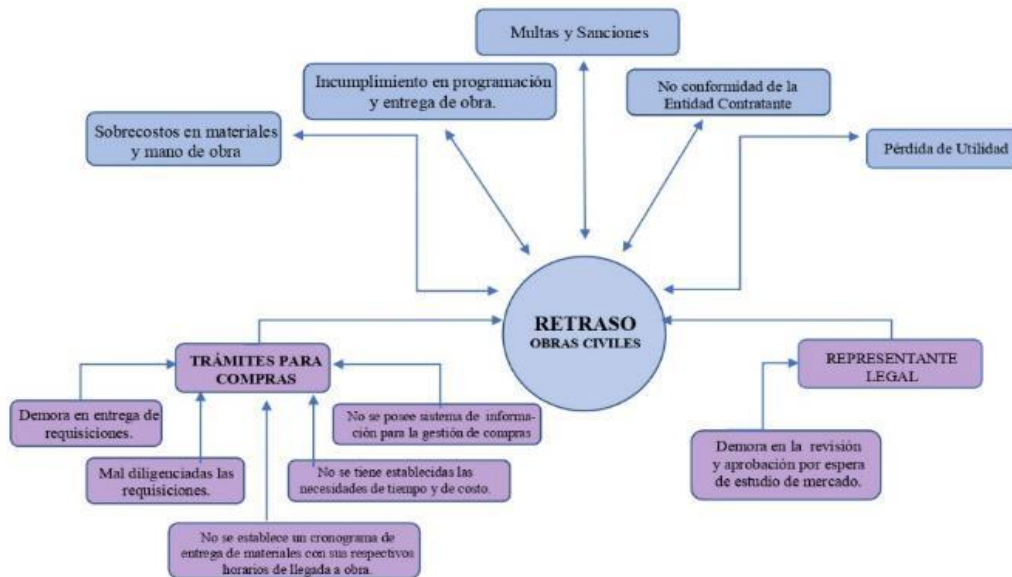 Multas y Sanciones
Incumplimiento en programación
y entrega de obra.
No conformidad de la
Entidad Contratante
Sobrecostos en materiales
y mano de obra
Pérdida de Utilidad
RETRASO
OBRAS CIVILES
TRÁMITES PARA
COMPRAS
REPRESENTANTE
LEGAL
Demora en entrega de
requisiciones.
No se posee sistema de informa-
ción para la gestión de compras
Mal diligenciadas las
requisiciones.
No se tiene establecidas las
necesidades de tiempo y de costo.
Demora en la revisión
y aprobación por espera
de estudio de mercado.
No se establece un cronograma de
entrega de materiales con sus respectivos
horarios de llegada a obra.